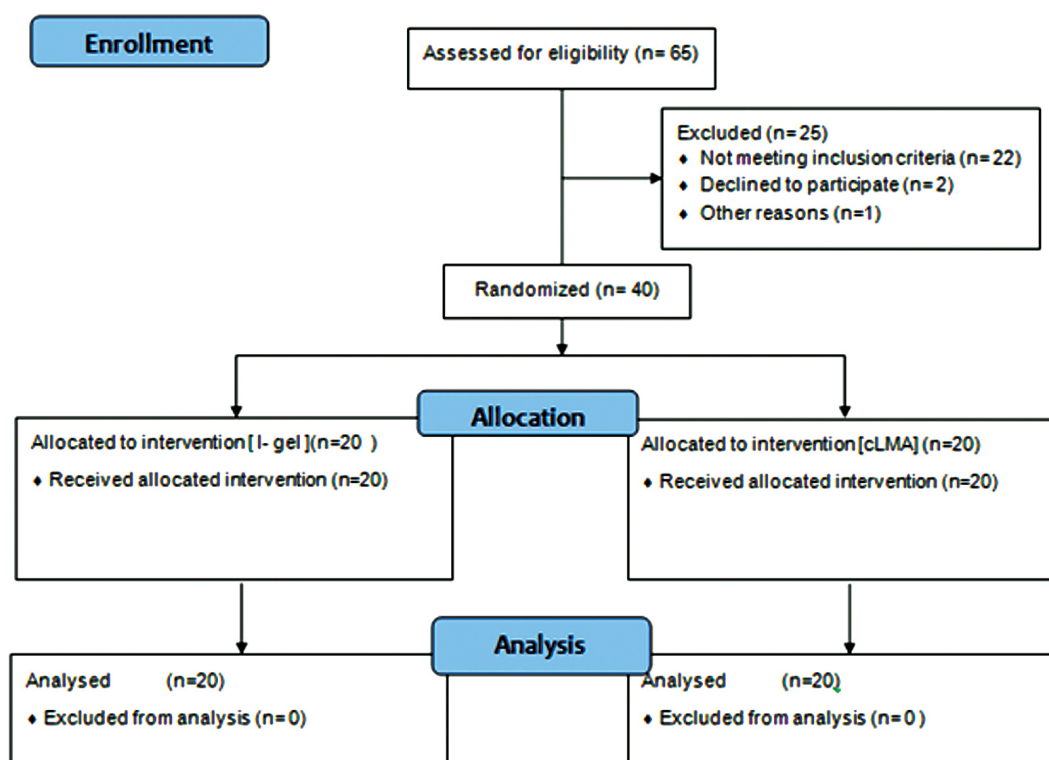 Enrollment
Assessed for eligibility (n= 65)
Excluded (n= 25)
♦ Not meeting inclusion criteria (n= 22)
♦ Declined to participate (n= 2)
♦ Other reasons (n=1)
Randomized (n= 40)
Allocation
Allocated to intervention[ I- gel ](n=20 )
♦ Received allocated intervention (n=20)
Allocated to intervention [cLMA] (n=20)
♦ Received allocated intervention (n=20)
Analysis
Analysed (n=20)
♦ Excluded from analysis (n= 0)
Analysed (n=20)
♦ Excluded from analysis (n= 0 )